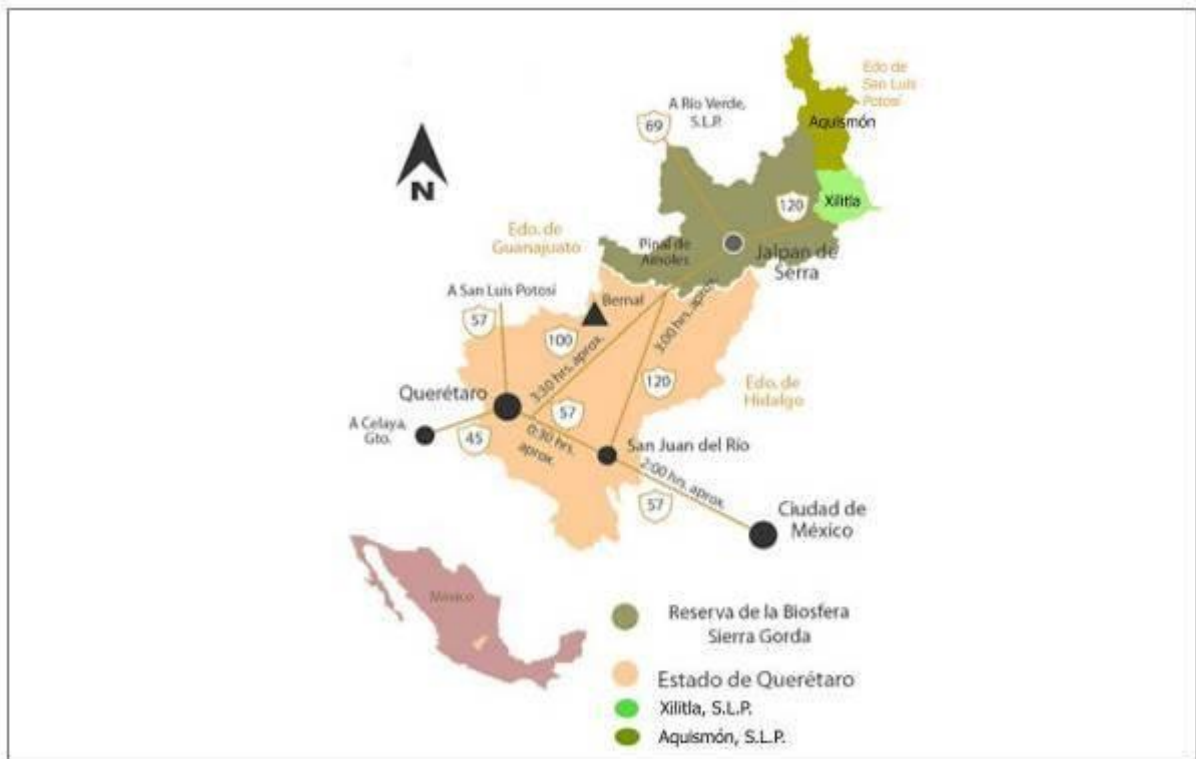 Edo de
San Luis
Potosí
A Río Verde,
S.L.P.
69
Aquismón
N
120
Xilitla
Edo. de
Guanajuato
Pinal de
Amoles
Jalpan de
Serra
A San Luis Potosí
Bernal
57
100
3:30 hrs. aprox.
3:00 hrs. aprox.
120
Edo. de
Hidalgo
Querétaro
57
A Celaya,
Gto.
45
0:30 hrs.
aprox.
San Juan del Río
2:00 hrs. aprox.
57
Ciudad de
México
México
Reserva de la Biosfera
Sierra Gorda
Estado de Querétaro
Xilitla, S.L.P.
Aquismón, S.L.P.